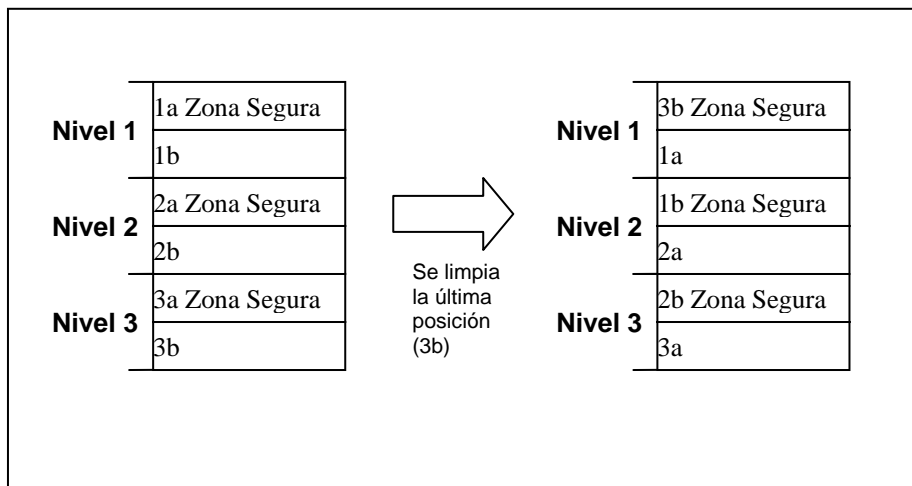 Nivel 1
1a Zona Segura
1b
Nivel 2
2a Zona Segura
2b
Nivel 3
3a Zona Segura
3b
Se limpia
la última
posición
(3b)
Nivel 1
3b Zona Segura
1a
Nivel 2
1b Zona Segura
2a
Nivel 3
2b Zona Segura
3a